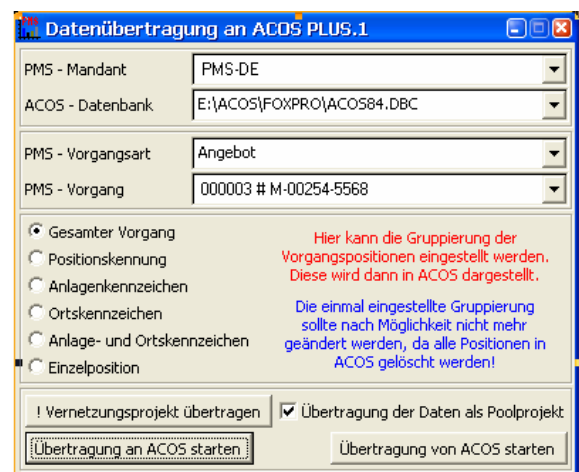 Datenübertragung an ACOS PLUS.1
PMS - Mandant PMS-DE
ACOS - Datenbank E:\ACOS\FOXPRO\ACOS84.DBC
PMS - Vorgangsart Angebot
PMS - Vorgang 000003 # M-00254-5568
Gesamter Vorgang
Positionskennung
Anlagenkennzeichen
Ortskennzeichen
Anlage- und Ortskennzeichen
Einzelposition
Hier kann die Gruppierung der
Vorgangspositionen eingestellt werden.
Diese wird dann in ACOS dargestellt.
Die einmal eingestellte Gruppierung
sollte nach Möglichkeit nicht mehr
geändert werden, da alle Positionen in
ACOS gelöscht werden!
! Vernetzungsprojekt übertragen Übertragung der Daten als Poolprojekt
Übertragung an ACOS starten Übertragung von ACOS starten